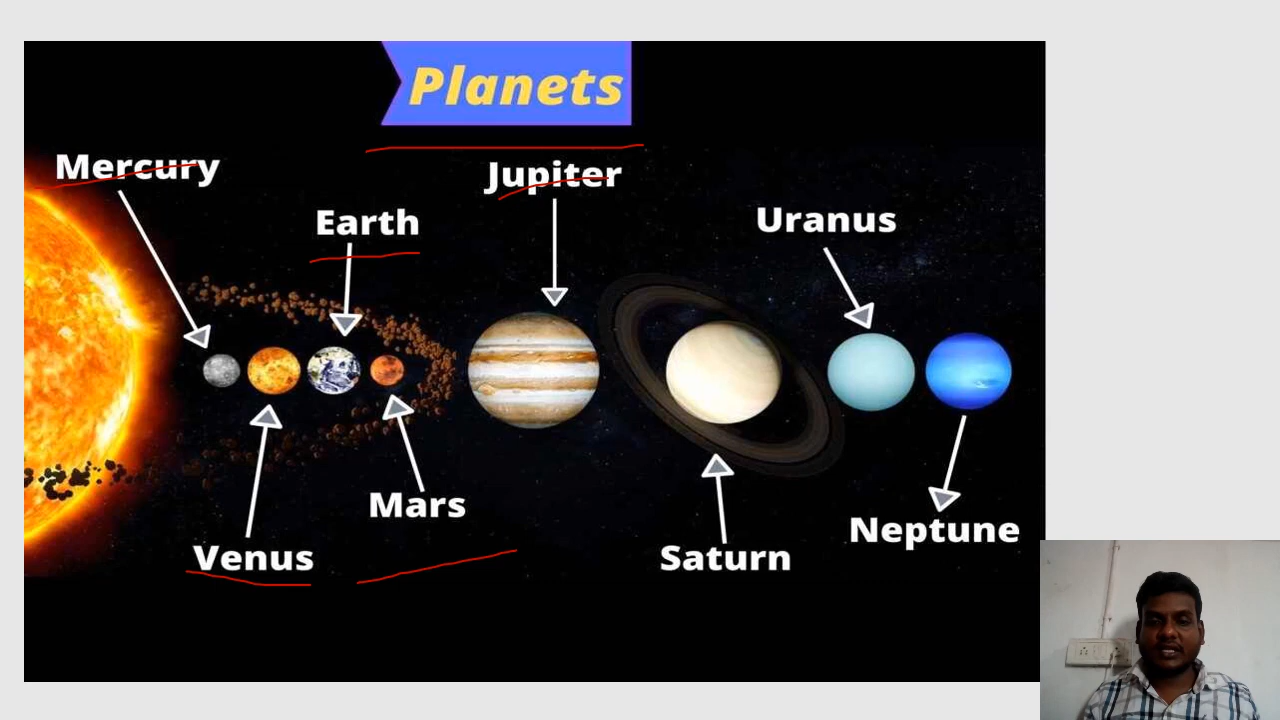 Planets
Mercury
Jupiter
Earth
Uranus
Mars
Neptune
Venus
Saturn